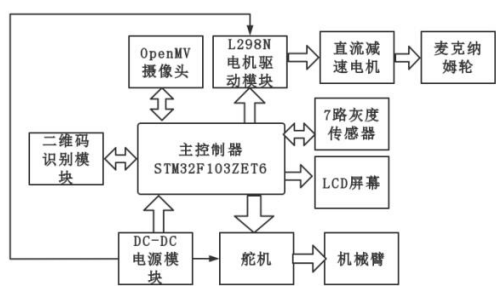 OpenMV
摄像头
L298N
电机驱
动模块
直流减
速电机
麦克纳
姆轮
二维码
识别模
块
主控制器
STM32F103ZET6
7路灰度
传感器
LCD屏幕
DC-DC
电源模
块
舵机
机械臂